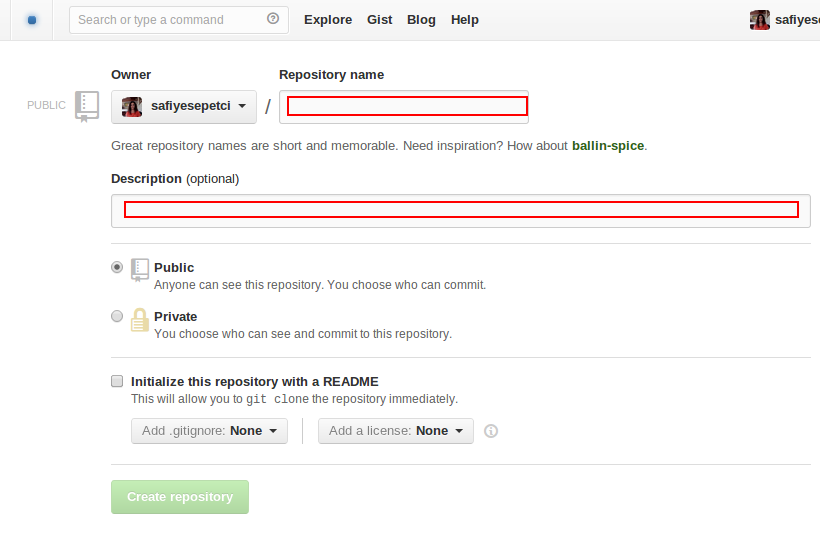 Search or type a command Explore Gist Blog Help safiyese
Owner Repository name
PUBLIC safiyesepetci /
Great repository names are short and memorable. Need inspiration? How about ballin-spice.
Description (optional)
Public
Anyone can see this repository. You choose who can commit.
Private
You choose who can see and commit to this repository.
Initialize this repository with a README
This will allow you to git clone the repository immediately.
Add .gitignore: None Add a license: None
Create repository